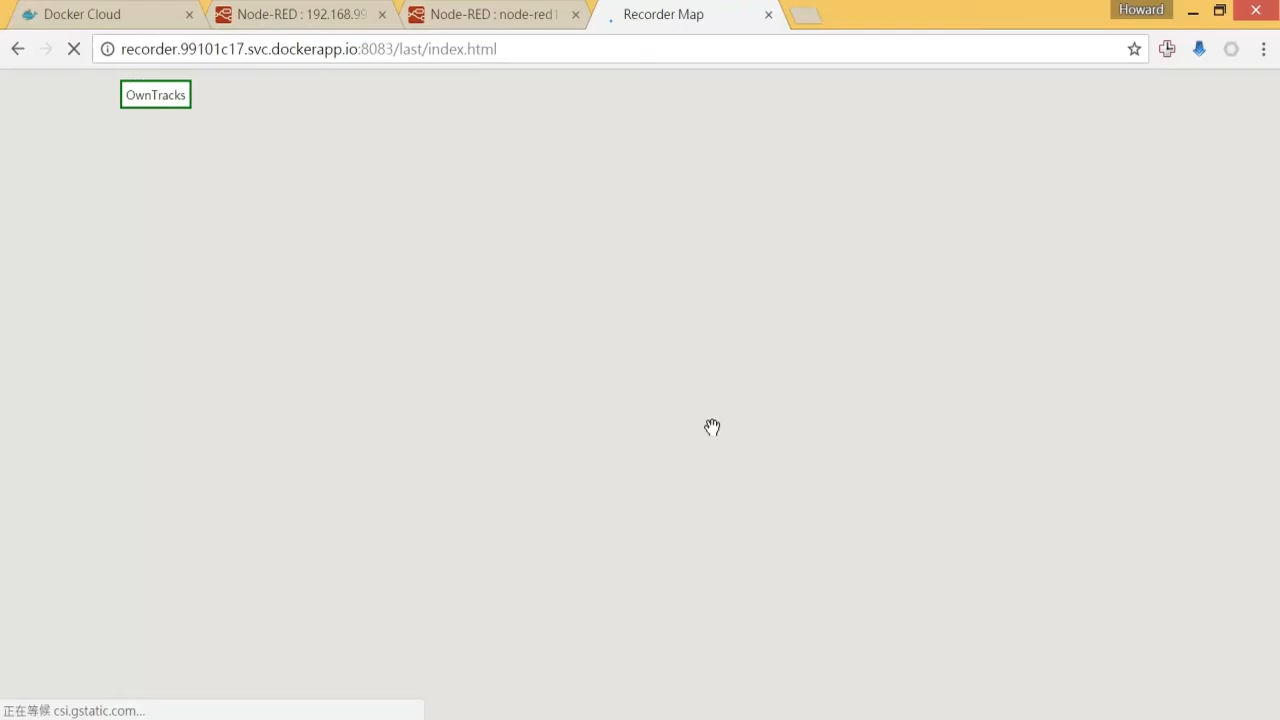 Docker Cloud
Node-RED : 192.168.99
Node-RED : node-red1
Recorder Map
Howard
recorder.99101c17.svc.dockerapp.io:8083/last/index.html
OwnTracks
正在等候 csi.gstatic.com...